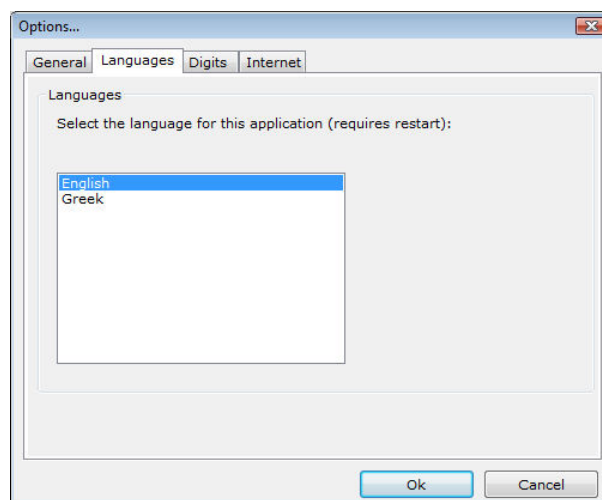 Options...
General Languages Digits Internet
Languages
Select the language for this application (requires restart):
English
Greek
Ok Cancel